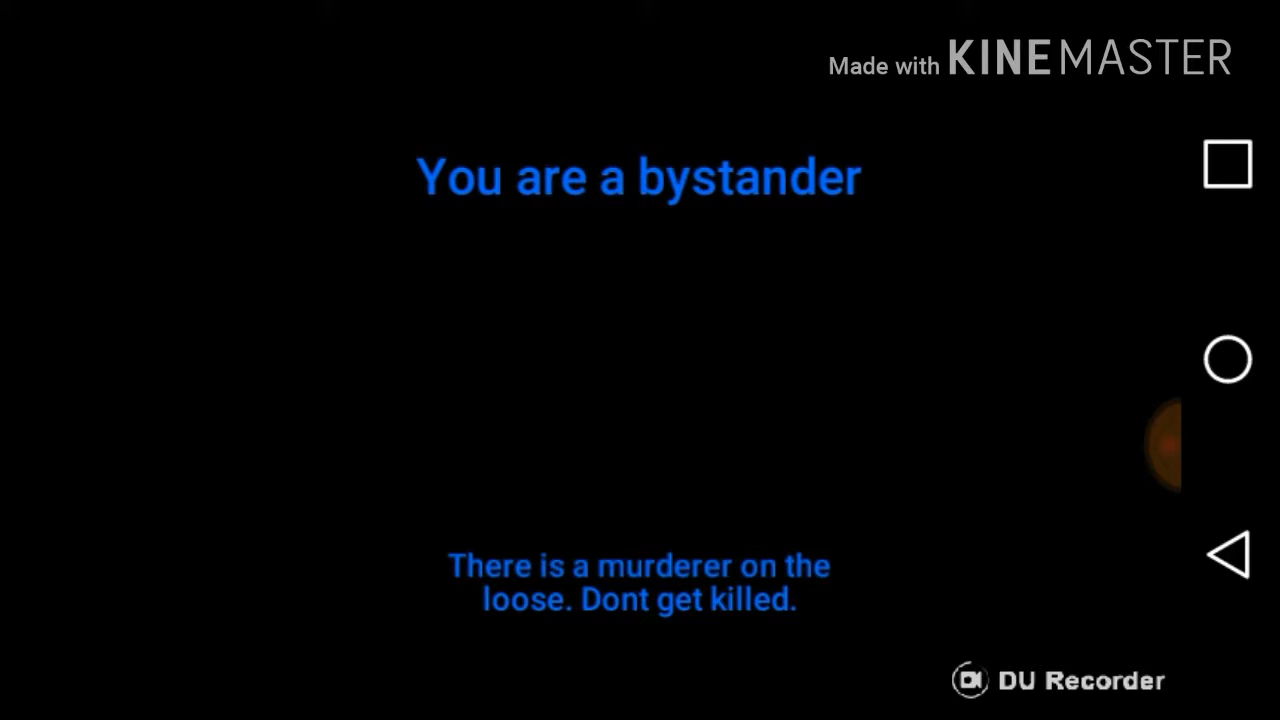 Made with KINEMASTER
You are a bystander
There is a murderer on the
loose. Dont get killed.
DU Recorder